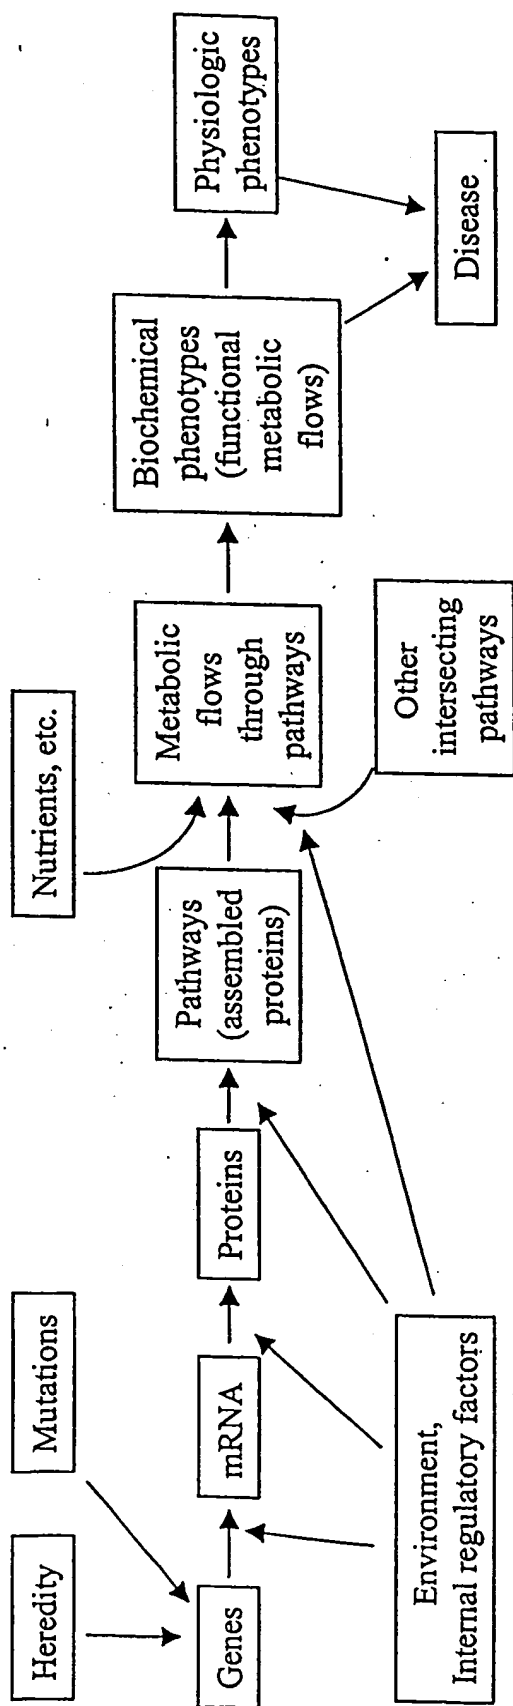 Heredity
Mutations
Nutrients, etc.
Genes
mRNA
Proteins
Pathways
(assembled
proteins)
Metabolic
flows
through
pathways
Biochemical
phenotypes
(functional
metabolic
flows)
Physiologic
phenotypes
Environment,
Internal regulatory factors
Other
intersecting
pathways
Disease